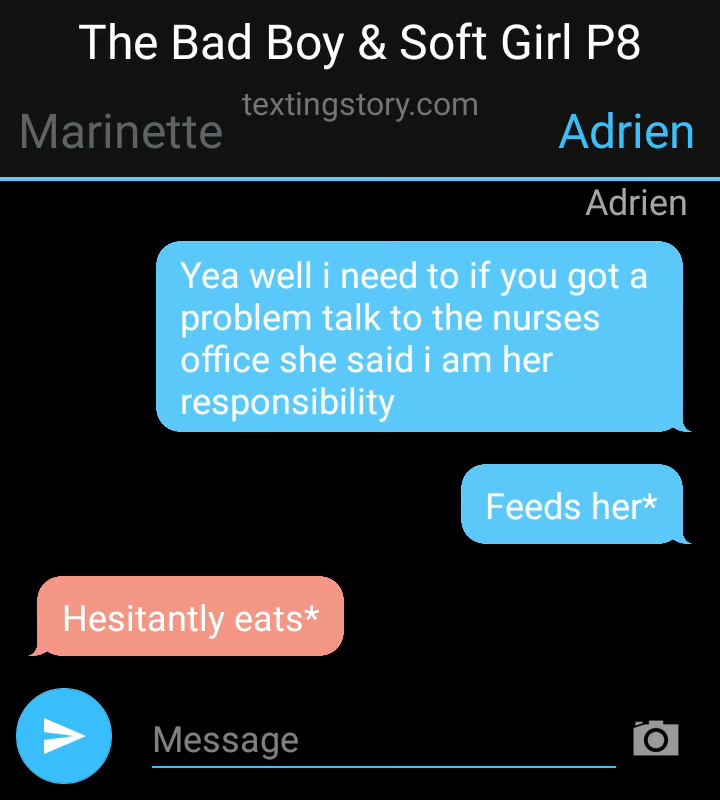 The Bad Boy & Soft Girl P8
textingstory.com
Marinette
Adrien
Adrien
Yea well i need to if you got a
problem talk to the nurses
office she said i am her
responsibility
Feeds her*
Hesitantly eats*
Message